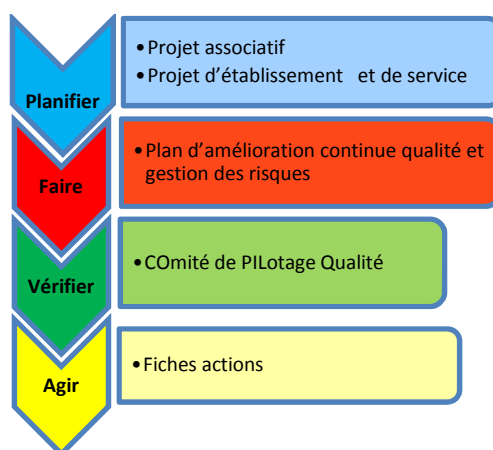 Planifier
•Projet associatif
•Projet d'établissement et de service
Faire
•Plan d'amélioration continue qualité et
gestion des risques
Vérifier
•COmité de PILotage Qualité
Agir
•Fiches actions